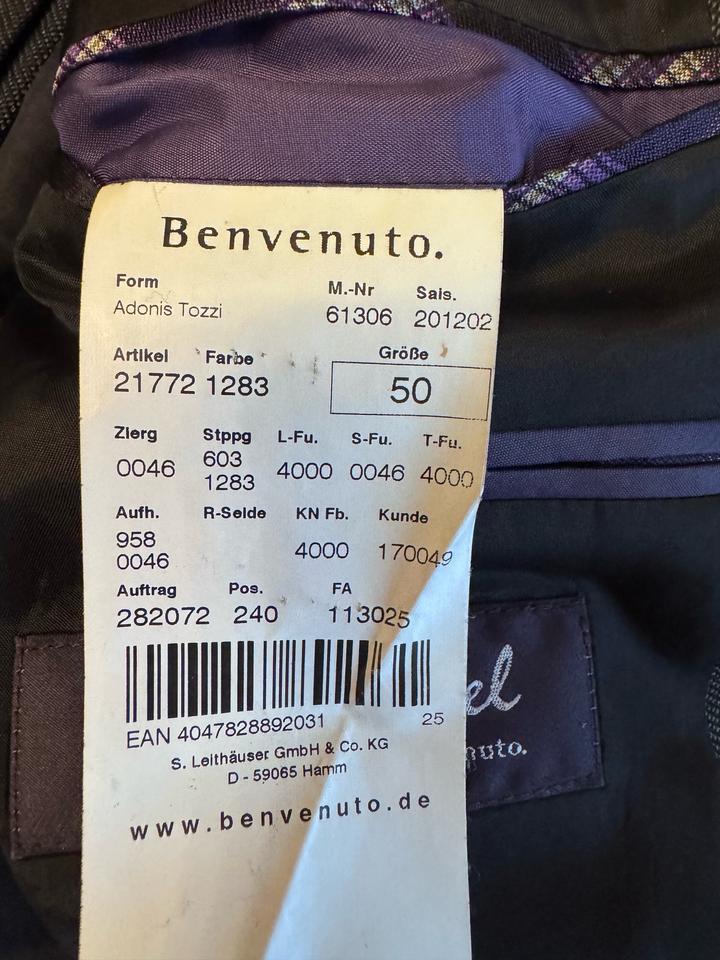 Benvenuto.
Form M.-Nr Sais.
Adonis Tozzi 61306 201202
Artikel Farbe Größe
21772 1283 50
Zierg Stppg L-Fu. S-Fu. T-Fu.
0046 603 1283 4000 0046 4000
Aufh. R-Seide KN Fb. Kunde
958 0046 4000 170049
Auftrag Pos. FA
282072 240 113025
EAN 4047828892031 25
S. Leithäuser GmbH & Co. KG
D - 59065 Hamm
www.benvenuto.de
el
nuto.